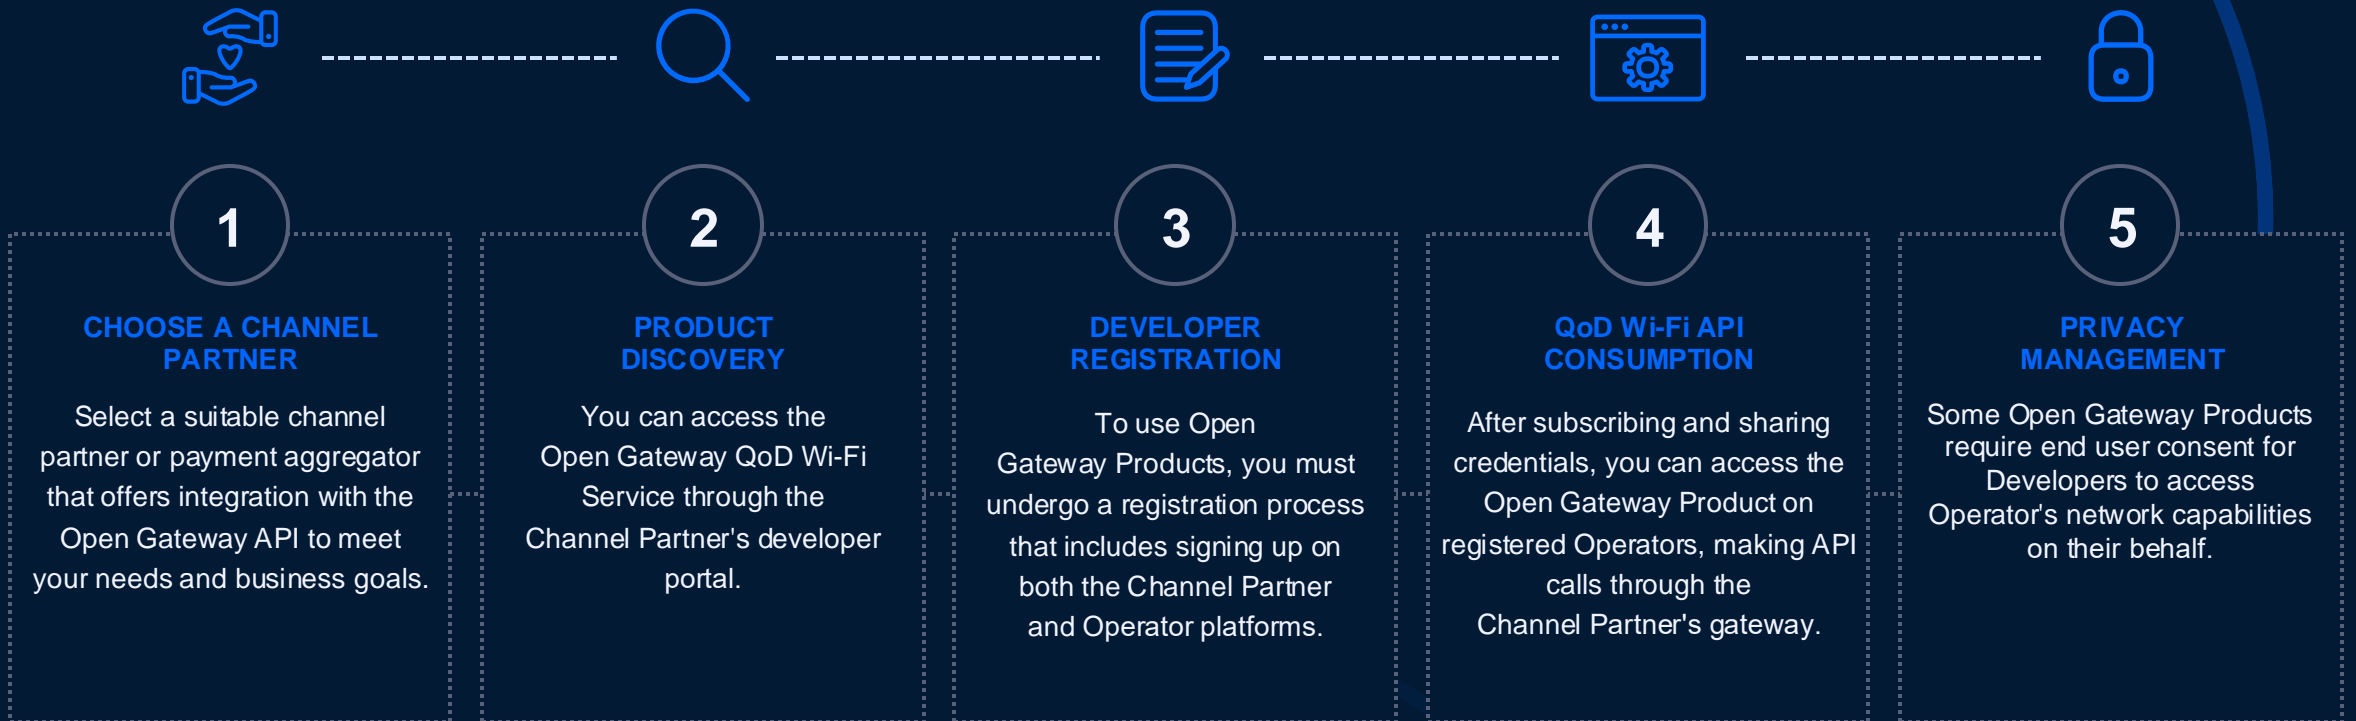 1
CHOOSE A CHANNEL
PARTNER
Select a suitable channel
partner or payment aggregator
that offers integration with the
Open Gateway API to meet
your needs and business goals.
2
PRODUCT
DISCOVERY
You can access the
Open Gateway QoD Wi-Fi
Service through the
Channel Partner's developer
portal.
3
DEVELOPER
REGISTRATION
To use Open
Gateway Products, you must
undergo a registration process
that includes signing up on
both the Channel Partner
and Operator platforms.
4
QoD Wi-Fi API
CONSUMPTION
After subscribing and sharing
credentials, you can access the
Open Gateway Product on
registered Operators, making API
calls through the
Channel Partner's gateway.
5
PRIVACY
MANAGEMENT
Some Open Gateway Products
require end user consent for
Developers to access
Operator's network capabilities
on their behalf.